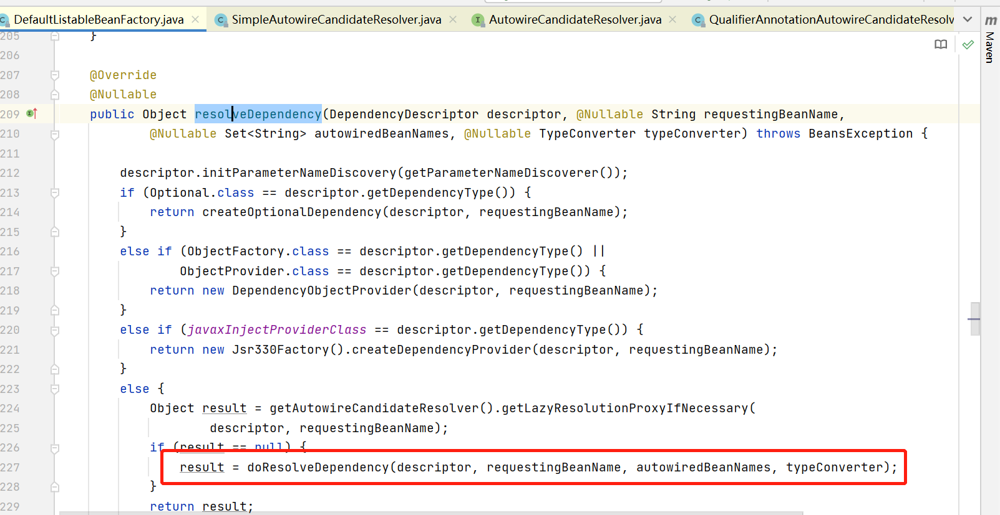 DefaultListableBeanFactory.java SimpleAutowireCandidateResolver.java AutowireCandidateResolver.java QualifierAnnotationAutowireCandidateResolv
m
Maven
205 }
206
207 @Override
208 @Nullable
209 public Object resolveDependency(DependencyDescriptor descriptor, @Nullable String requestingBeanName,
210 @Nullable Set<String> autowiredBeanNames, @Nullable TypeConverter typeConverter) throws BeansException {
211
212 descriptor.initParameterNameDiscovery(getParameterNameDiscoverer());
213 if (Optional.class == descriptor.getDependencyType()) {
214 return createOptionalDependency(descriptor, requestingBeanName);
215 }
216 else if (ObjectFactory.class == descriptor.getDependencyType() ||
217 ObjectProvider.class == descriptor.getDependencyType()) {
218 return new DependencyObjectProvider(descriptor, requestingBeanName);
219 }
220 else if (javaxInjectProviderClass == descriptor.getDependencyType()) {
221 return new Jsr330Factory().createDependencyProvider(descriptor, requestingBeanName);
222 }
223 else {
224 Object result = getAutowireCandidateResolver().getLazyResolutionProxyIfNecessary(
225 descriptor, requestingBeanName);
226 if (result == null) {
227 result = doResolveDependency(descriptor, requestingBeanName, autowiredBeanNames, typeConverter);
228 }
229 return result;